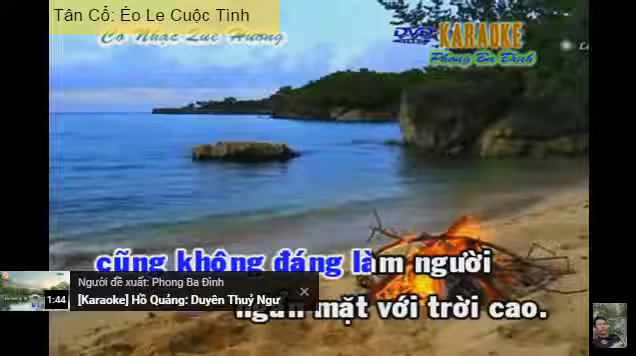 Tân Cổ: Éo Le Cuộc Tình
Cổ Nhạc Quê Hương
DVD
KARAOKE
Phong Ba Đình
cũng không đáng làm người
Người đề xuất: Phong Ba Đình
1:44
[Karaoke] Hồ Quảng: Duyên Thuỷ Ngư
mặt với trời cao.